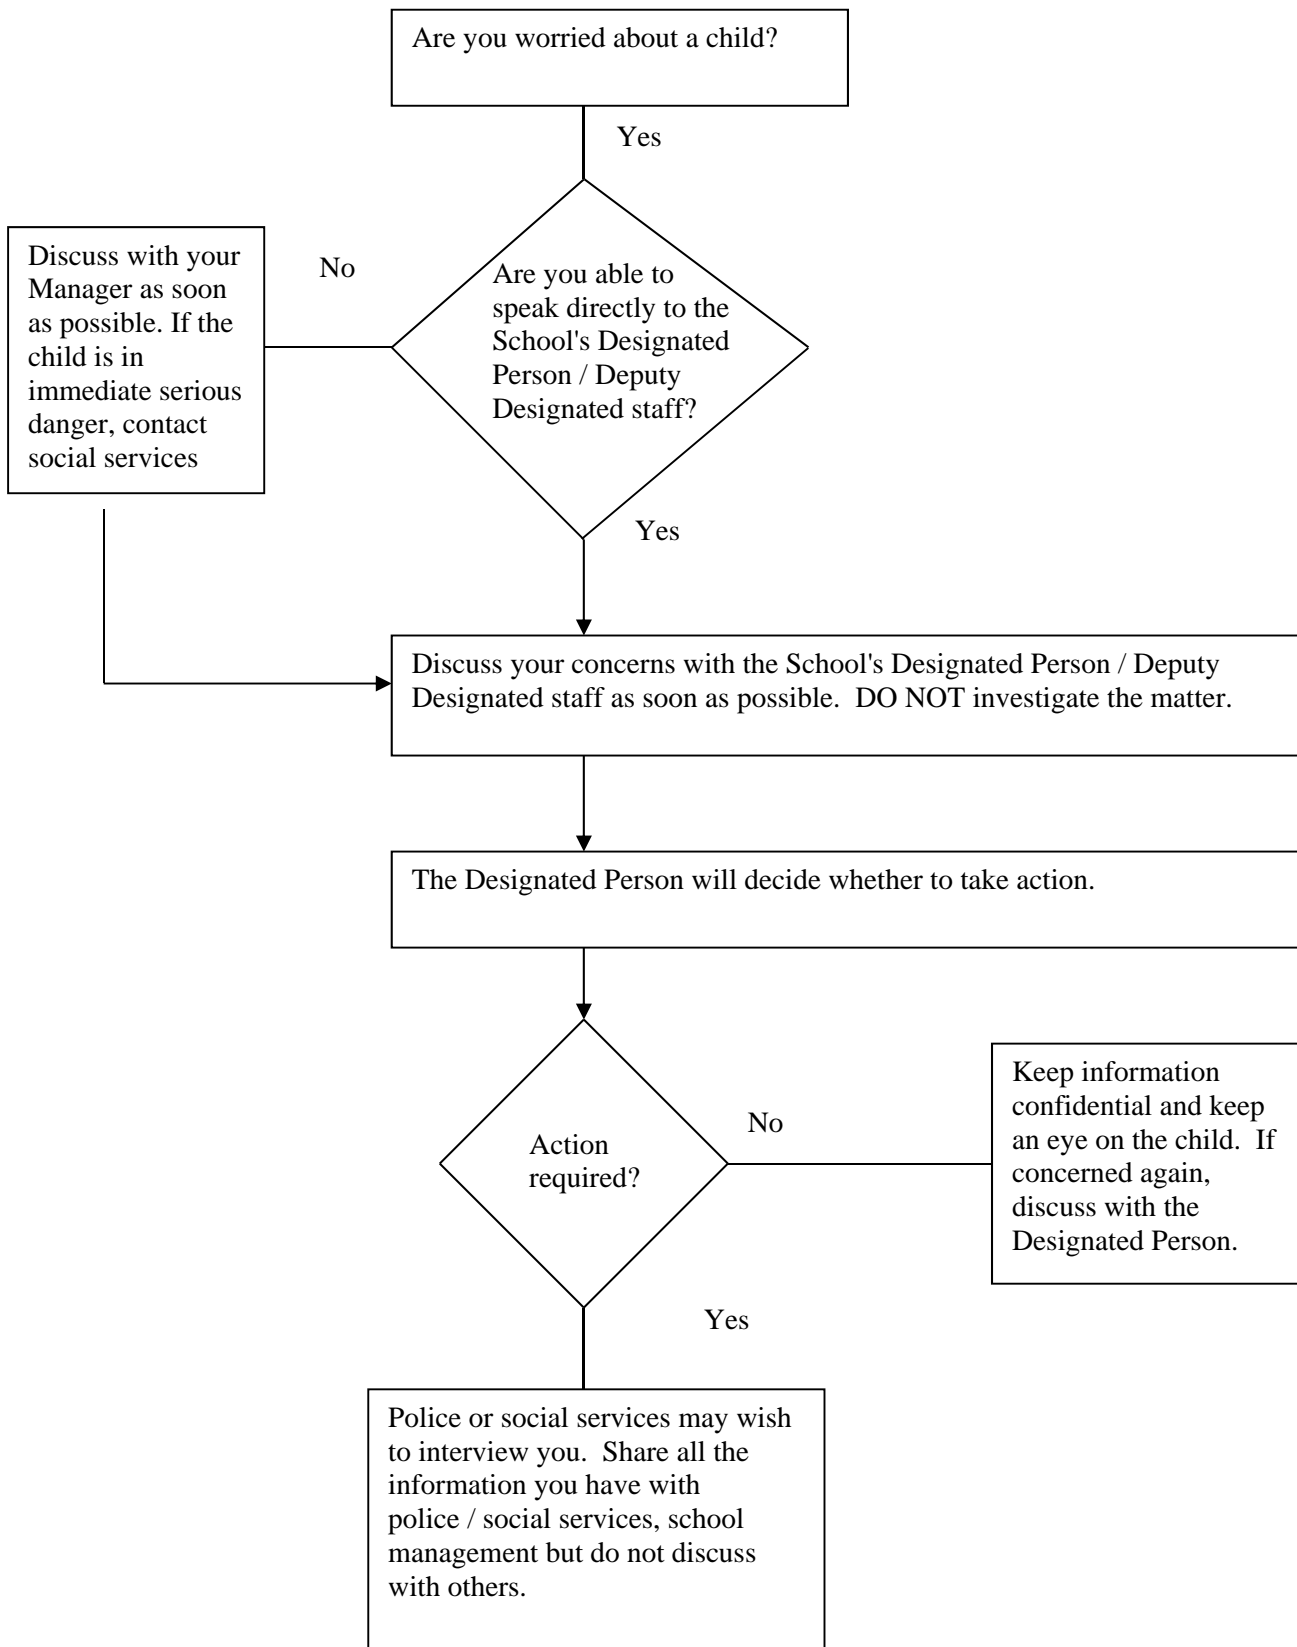 Are you worried about a child?
Yes
Discuss with your
Manager as soon
as possible. If the
child is in
immediate serious
danger, contact
social services
No
Are you able to
speak directly to the
School's Designated
Person / Deputy
Designated staff?
Yes
Discuss your concerns with the School's Designated Person / Deputy
Designated staff as soon as possible.  DO NOT investigate the matter.
The Designated Person will decide whether to take action.
Action
required?
No
Keep information
confidential and keep
an eye on the child.  If
concerned again,
discuss with the
Designated Person.
Yes
Police or social services may wish
to interview you.  Share all the
information you have with
police / social services, school
management but do not discuss
with others.